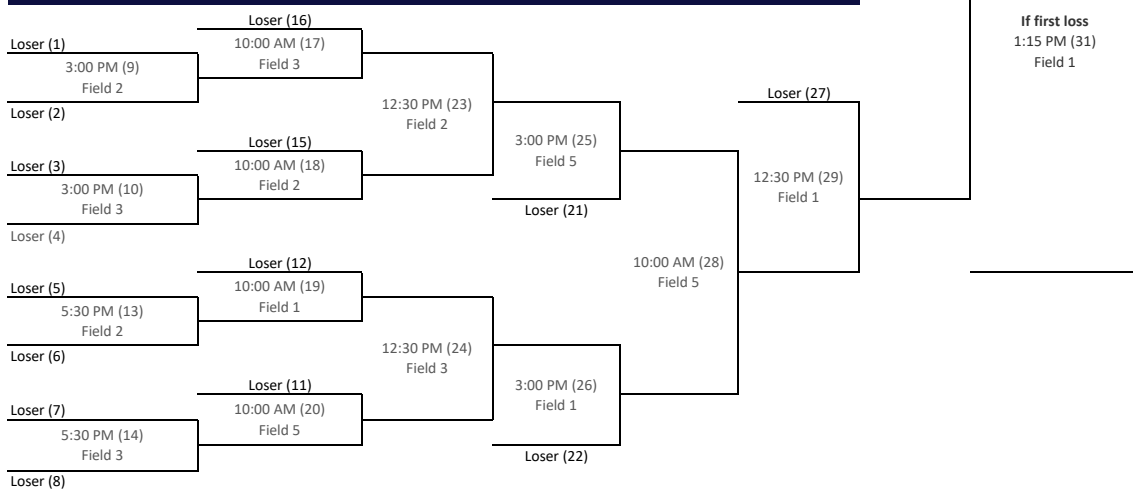 Loser (16)
If first loss
1:15 PM (31)
Field 1
Loser (1)
10:00 AM (17)
Field 3
3:00 PM (9)
Field 2
Loser (2)
12:30 PM (23)
Field 2
Loser (27)
Loser (15)
3:00 PM (25)
Field 5
Loser (3)
10:00 AM (18)
Field 2
12:30 PM (29)
Field 1
3:00 PM (10)
Field 3
Loser (21)
Loser (4)
Loser (12)
10:00 AM (28)
Field 5
Loser (5)
10:00 AM (19)
Field 1
5:30 PM (13)
Field 2
Loser (6)
12:30 PM (24)
Field 3
Loser (11)
3:00 PM (26)
Field 1
Loser (7)
10:00 AM (20)
Field 5
5:30 PM (14)
Field 3
Loser (22)
Loser (8)